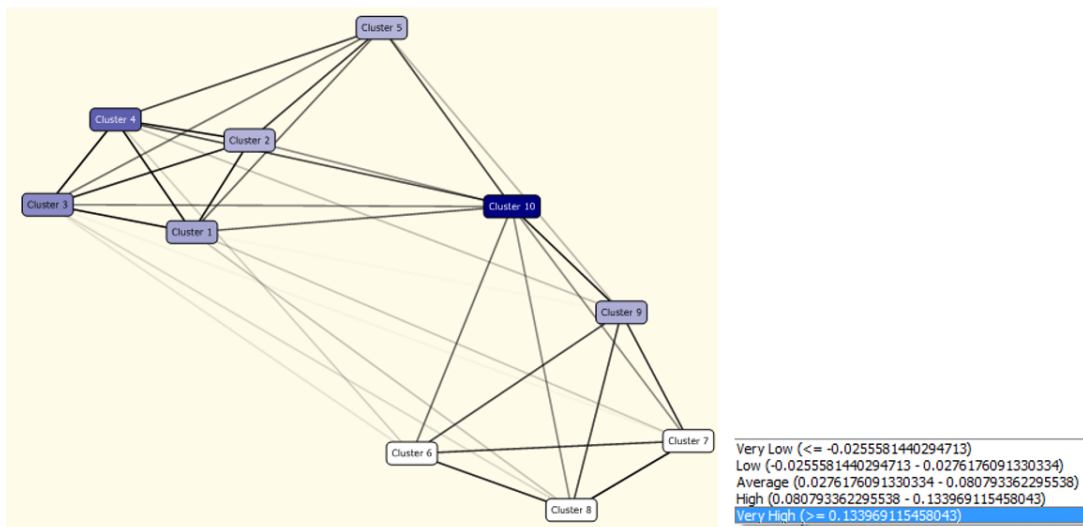 Cluster 5
Cluster 4
Cluster 2
Cluster 3
Cluster 10
Cluster 1
Cluster 9
Cluster 7
Cluster 6
Cluster 8
Very Low (<= -0.0255581440294713)
Low (-0.0255581440294713 - 0.0276176091330334)
Average (0.0276176091330334 - 0.080793362295538)
High (0.080793362295538 - 0.133969115458043)
Very High (>= 0.133969115458043)